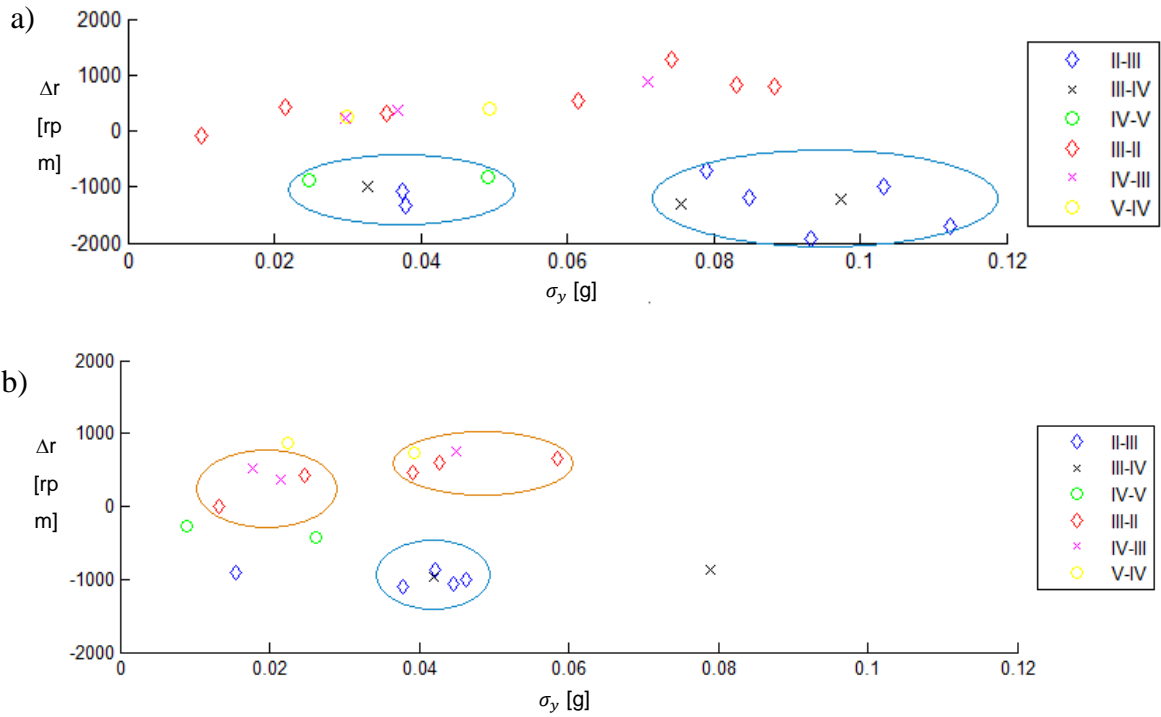 a)
2000
1000
0
-1000
-2000
Δr
[rp
m]
0
0.02
0.04
0.06
0.08
0.1
0.12
σy [g]
II-III
III-IV
IV-V
III-II
IV-III
V-IV
b)
2000
1000
0
-1000
-2000
Δr
[rp
m]
0
0.02
0.04
0.06
0.08
0.1
0.12
σy [g]
II-III
III-IV
IV-V
III-II
IV-III
V-IV